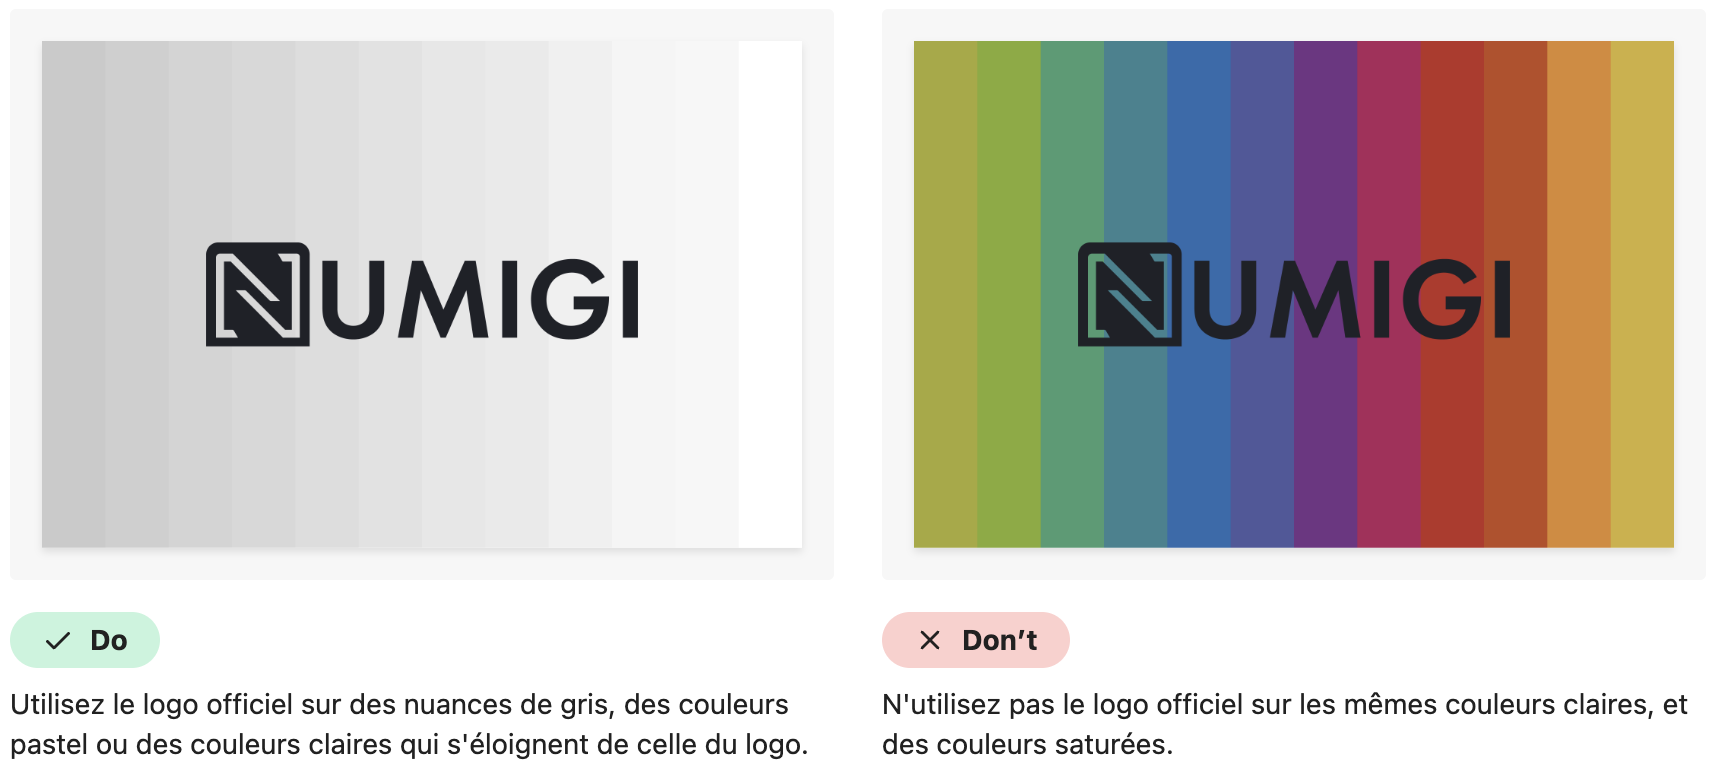 NUMIGI
Do
Utilisez le logo officiel sur des nuances de gris, des couleurs
pastel ou des couleurs claires qui s'éloignent de celle du logo.
NUMIGI
Don’t
N'utilisez pas le logo officiel sur les mêmes couleurs claires, et
des couleurs saturées.